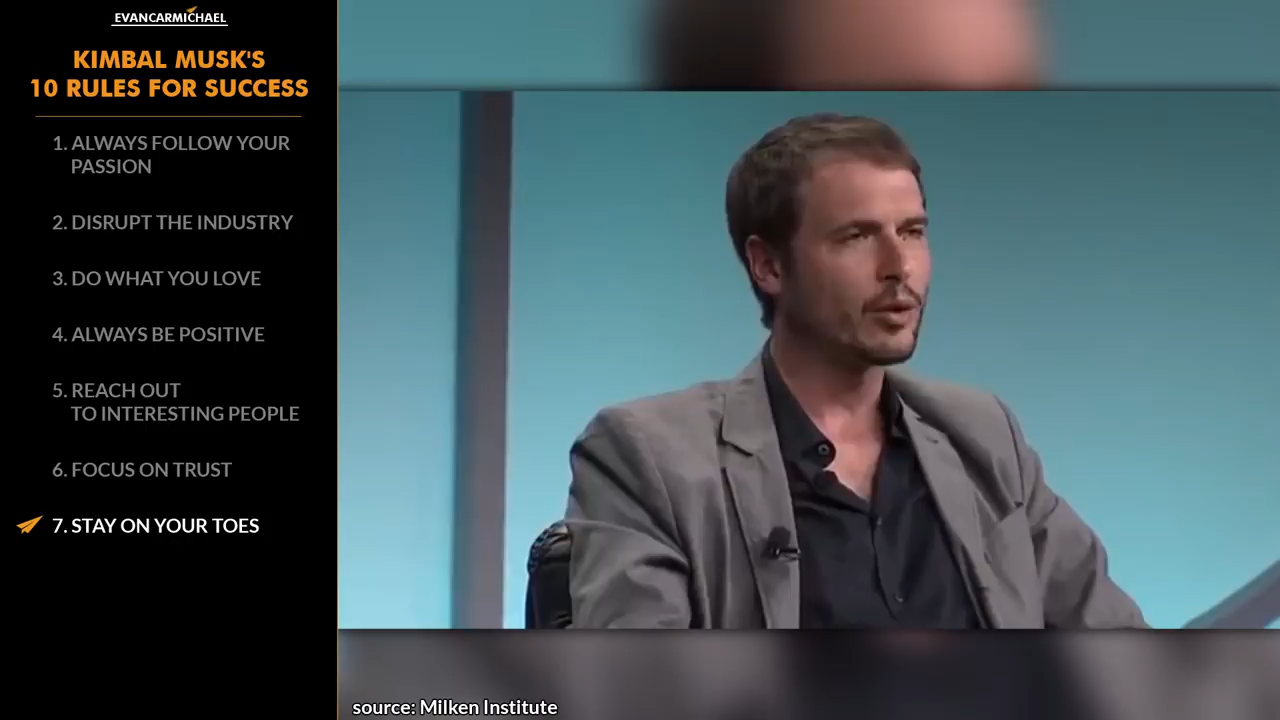 EVANCARMICHAEL
KIMBAL MUSK'S
10 RULES FOR SUCCESS
1. ALWAYS FOLLOW YOUR
PASSION
2. DISRUPT THE INDUSTRY
3. DO WHAT YOU LOVE
4. ALWAYS BE POSITIVE
5. REACH OUT
TO INTERESTING PEOPLE
6. FOCUS ON TRUST
7. STAY ON YOUR TOES
source: Milken Institute